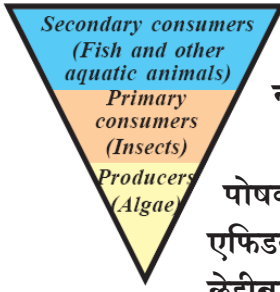 Secondary consumers
(Fish and other
aquatic animals)
Primary
consumers
(Insects)
Producers
(Algae)
पोषक
एफिड